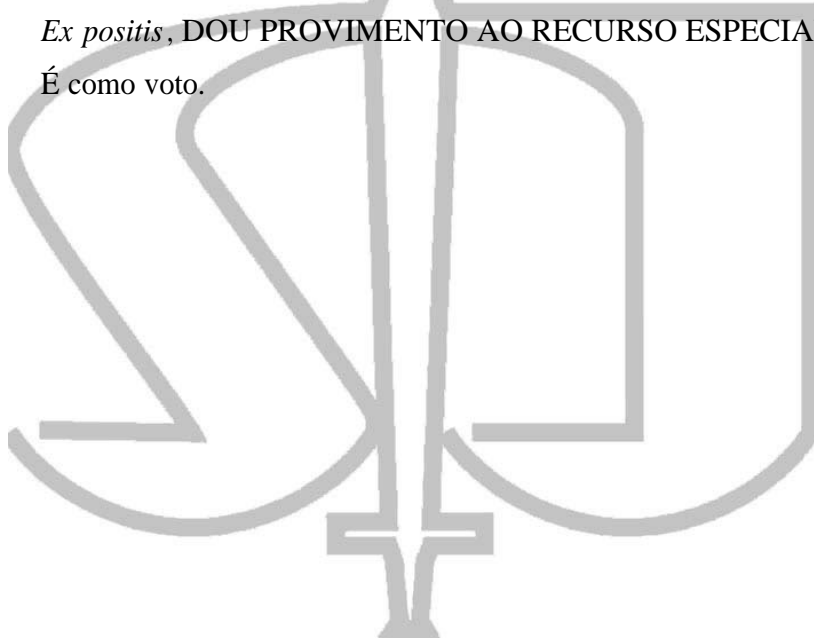 Ex positis, DOU PROVIMENTO AO RECURSO ESPECIA
É como voto.